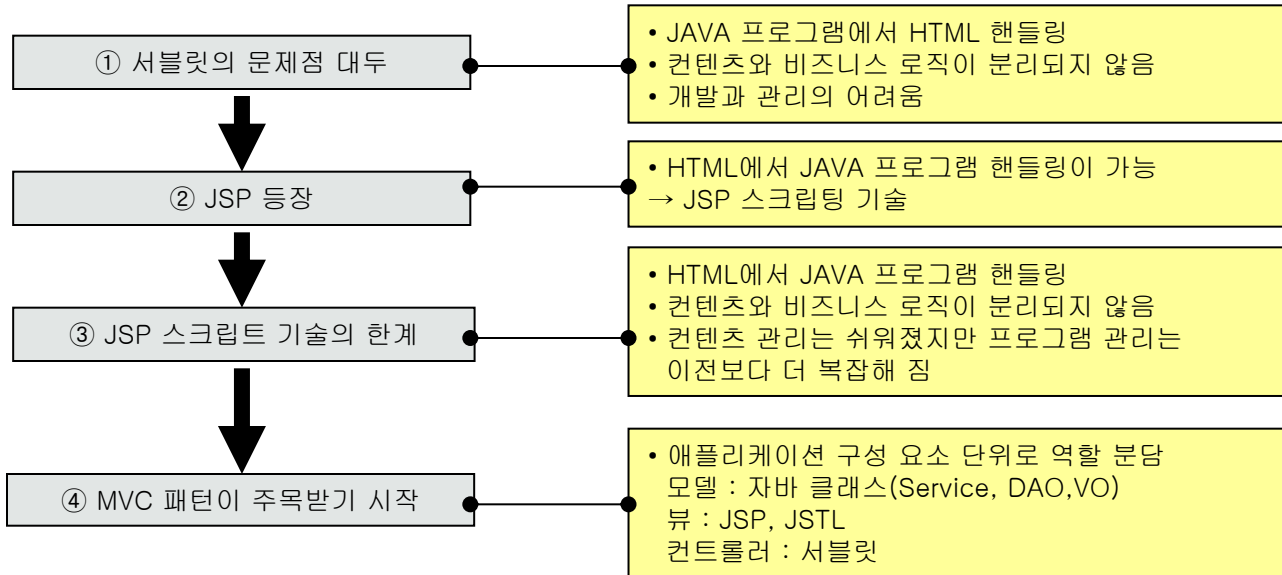 ① 서블릿의 문제점 대두
• JAVA 프로그램에서 HTML 핸들링
• 컨텐츠와 비즈니스 로직이 분리되지 않음
• 개발과 관리의 어려움
② JSP 등장
• HTML에서 JAVA 프로그램 핸들링이 가능
→ JSP 스크립팅 기술
③ JSP 스크립트 기술의 한계
• HTML에서 JAVA 프로그램 핸들링
• 컨텐츠와 비즈니스 로직이 분리되지 않음
• 컨텐츠 관리는 쉬워졌지만 프로그램 관리는
이전보다 더 복잡해 짐
④ MVC 패턴이 주목받기 시작
• 애플리케이션 구성 요소 단위로 역할 분담
모델 : 자바 클래스(Service, DAO,VO)
뷰 : JSP, JSTL
컨트롤러 : 서블릿